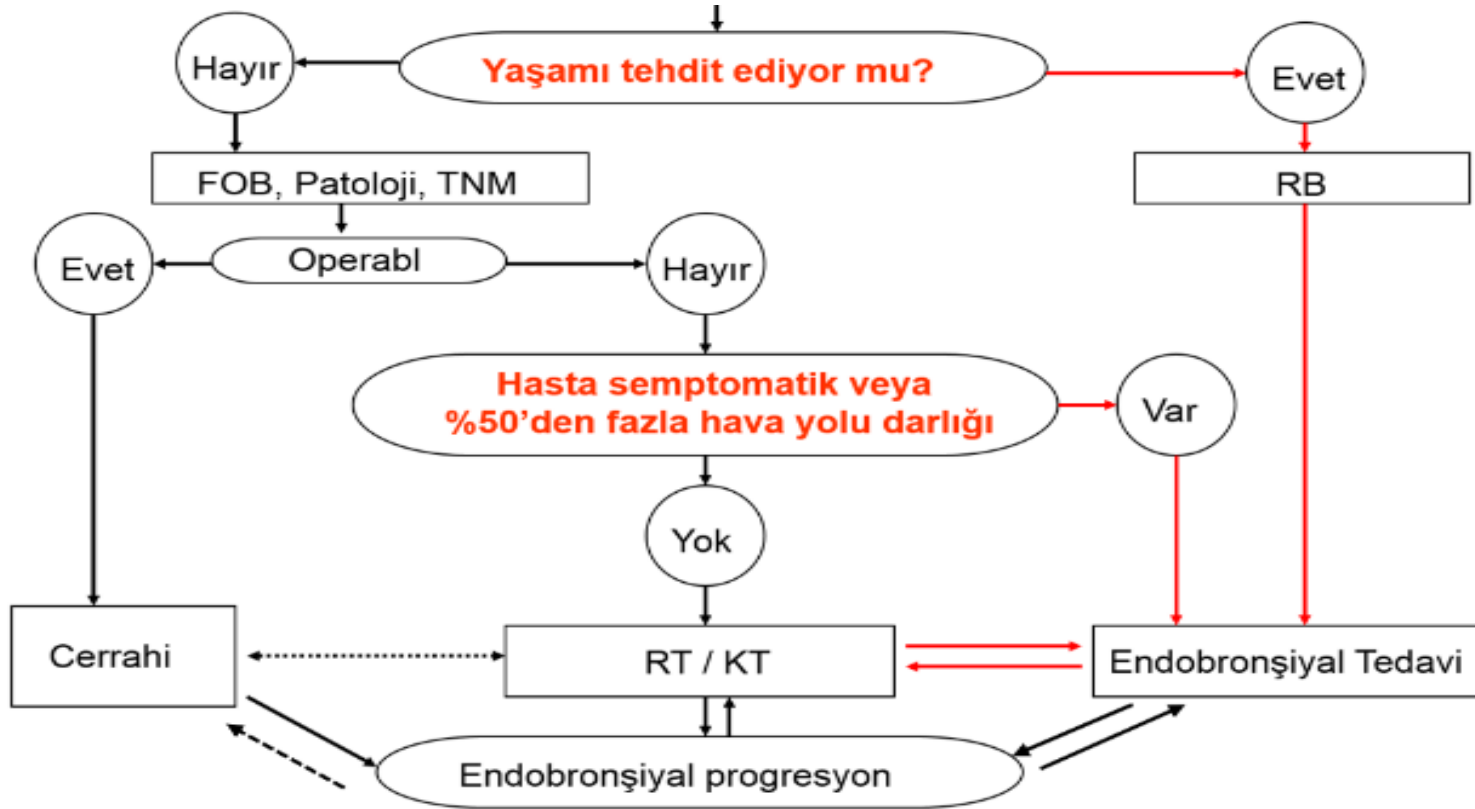 Yaşamı tehdit ediyor mu?
Hayır
Evet
FOB, Patoloji, TNM
RB
Evet
Operabl
Hayır
Hasta semptomatik veya
%50’den fazla hava yolu darlığı
Var
Yok
Cerrahi
RT / KT
Endobronşiyal Tedavi
Endobronşiyal progresyon